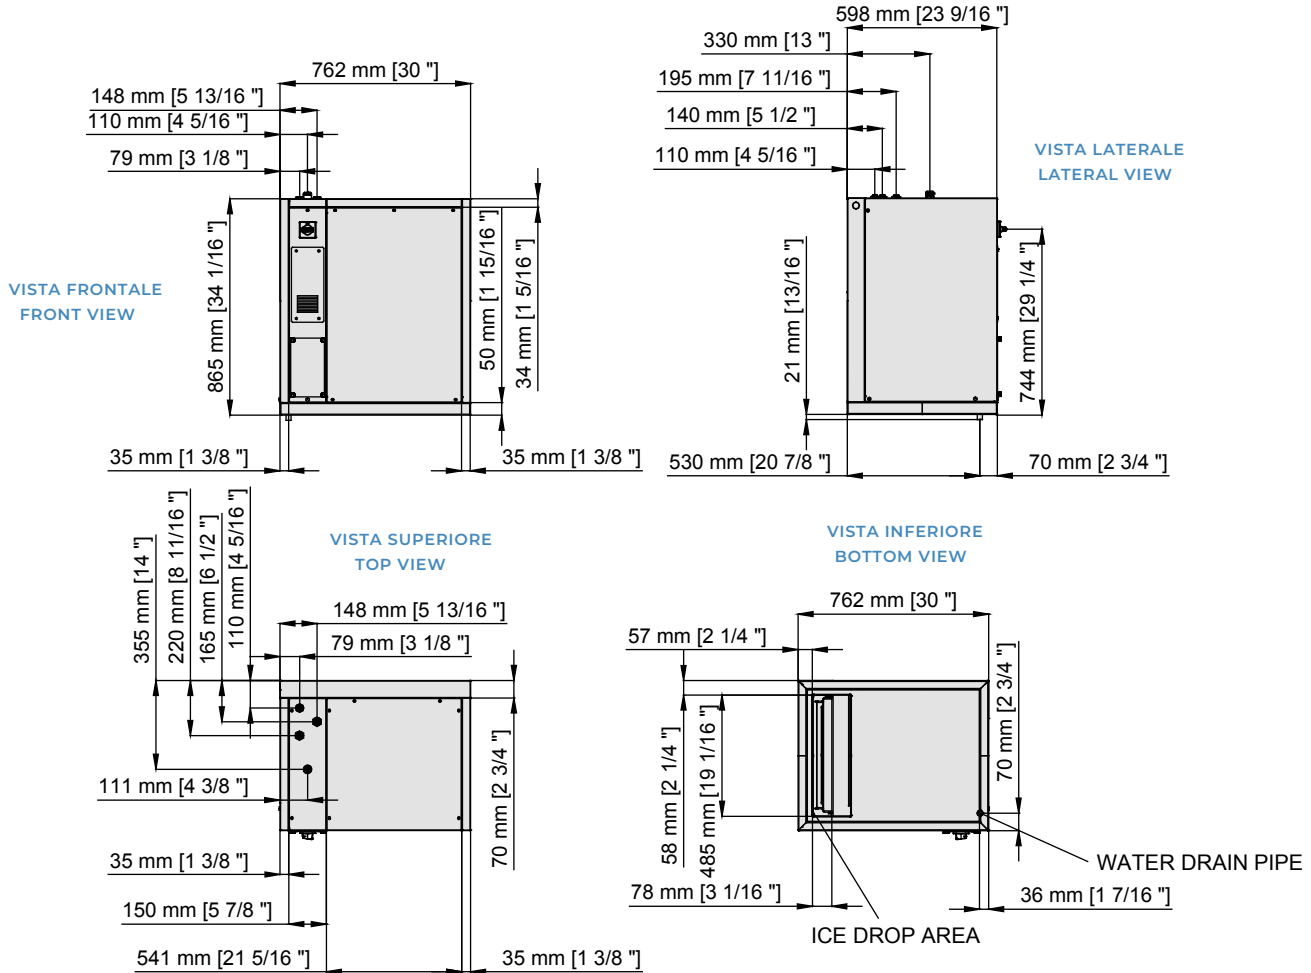 762 mm [30 "]
148 mm [5 13/16 "]
110 mm [4 5/16 "]
79 mm [3 1/8 "]
865 mm [34 1/16 "]
50 mm [1 15/16 "]
34 mm [1 5/16 "]
VISTA FRONTALE
FRONT VIEW
35 mm [1 3/8 "]
35 mm [1 3/8 "]
598 mm [23 9/16 "]
330 mm [13 "]
195 mm [7 11/16 "]
140 mm [5 1/2 "]
110 mm [4 5/16 "]
VISTA LATERALE
LATERAL VIEW
21 mm [13/16 "]
744 mm [29 1/4 "]
530 mm [20 7/8 "]
70 mm [2 3/4 "]
VISTA SUPERIORE
TOP VIEW
355 mm [14 "]
220 mm [8 11/16 "]
165 mm [6 1/2 "]
110 mm [4 5/16 "]
148 mm [5 13/16 "]
79 mm [3 1/8 "]
111 mm [4 3/8 "]
70 mm [2 3/4 "]
35 mm [1 3/8 "]
150 mm [5 7/8 "]
541 mm [21 5/16 "]
35 mm [1 3/8 "]
VISTA INFERIORE
BOTTOM VIEW
762 mm [30 "]
57 mm [2 1/4 "]
58 mm [2 1/4 "]
485 mm [19 1/16 "]
70 mm [2 3/4 "]
WATER DRAIN PIPE
78 mm [3 1/16 "]
36 mm [1 7/16 "]
ICE DROP AREA